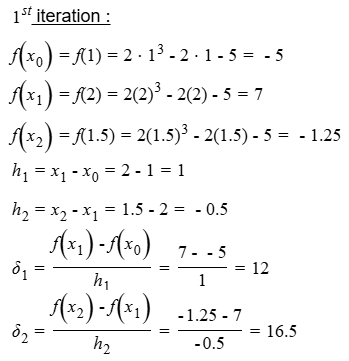 1st iteration :
f(x0) = f(1) = 2 · 1³ - 2 · 1 - 5 = - 5
f(x1) = f(2) = 2(2)³ - 2(2) - 5 = 7
f(x2) = f(1.5) = 2(1.5)³ - 2(1.5) - 5 = - 1.25
h1 = x1 - x0 = 2 - 1 = 1
h2 = x2 - x1 = 1.5 - 2 = - 0.5
δ1 = f(x1) - f(x0) / h1 = 7 - - 5 / 1 = 12
δ2 = f(x2) - f(x1) / h2 = -1.25 - 7 / -0.5 = 16.5